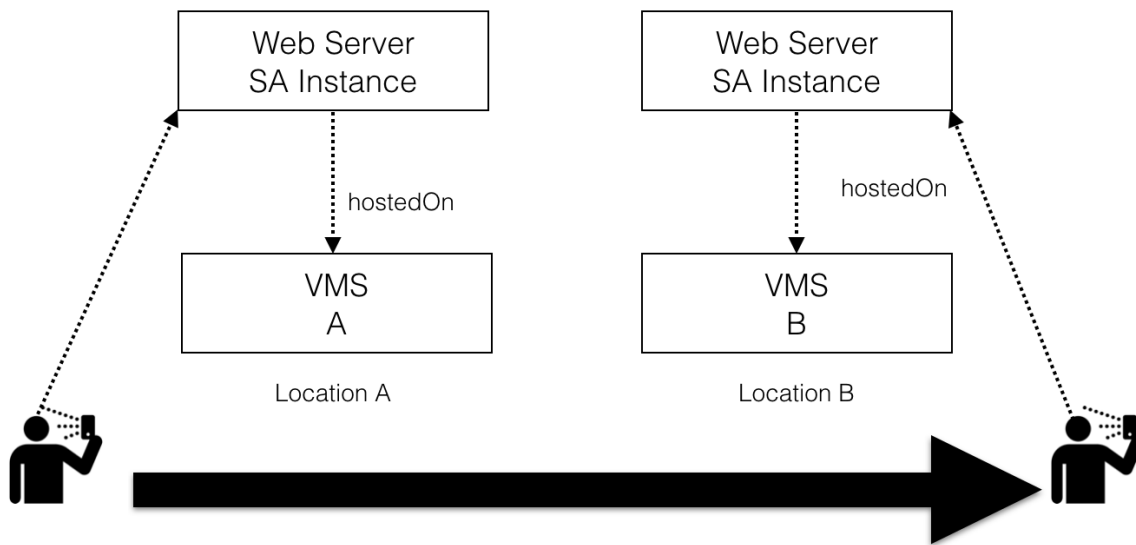 Web Server
SA Instance
Web Server
SA Instance
hostedOn
hostedOn
VMS
A
VMS
B
Location A
Location B